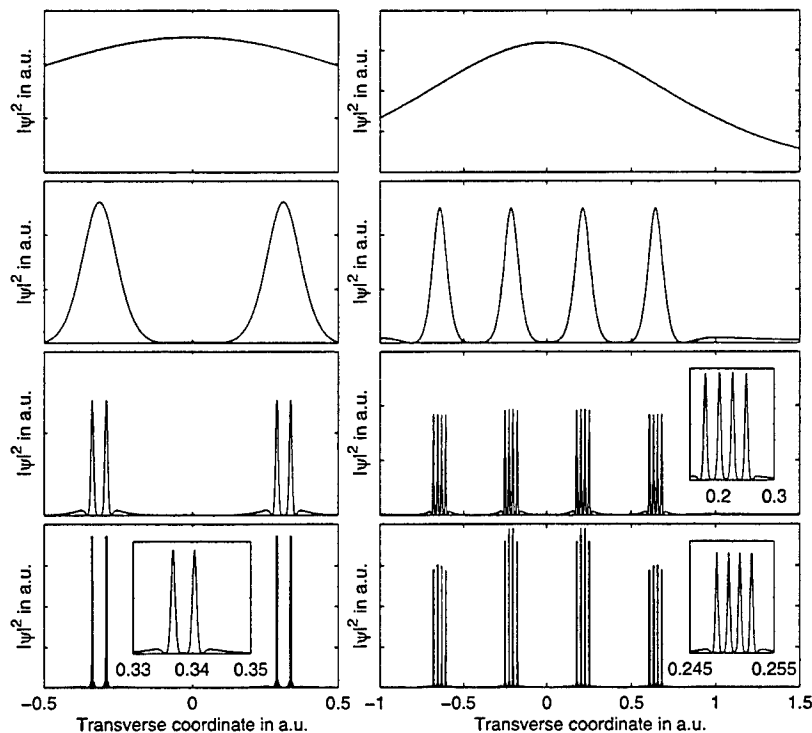 |ψ|² in a.u.
|ψ|² in a.u.
|ψ|² in a.u.
|ψ|² in a.u.
|ψ|² in a.u.
|ψ|² in a.u.
0.2 0.3
|ψ|² in a.u.
0.33 0.34 0.35
|ψ|² in a.u.
0.245 0.255
−0.5 0 0.5
−1 −0.5 0 0.5 1 1.5
Transverse coordinate in a.u.
Transverse coordinate in a.u.